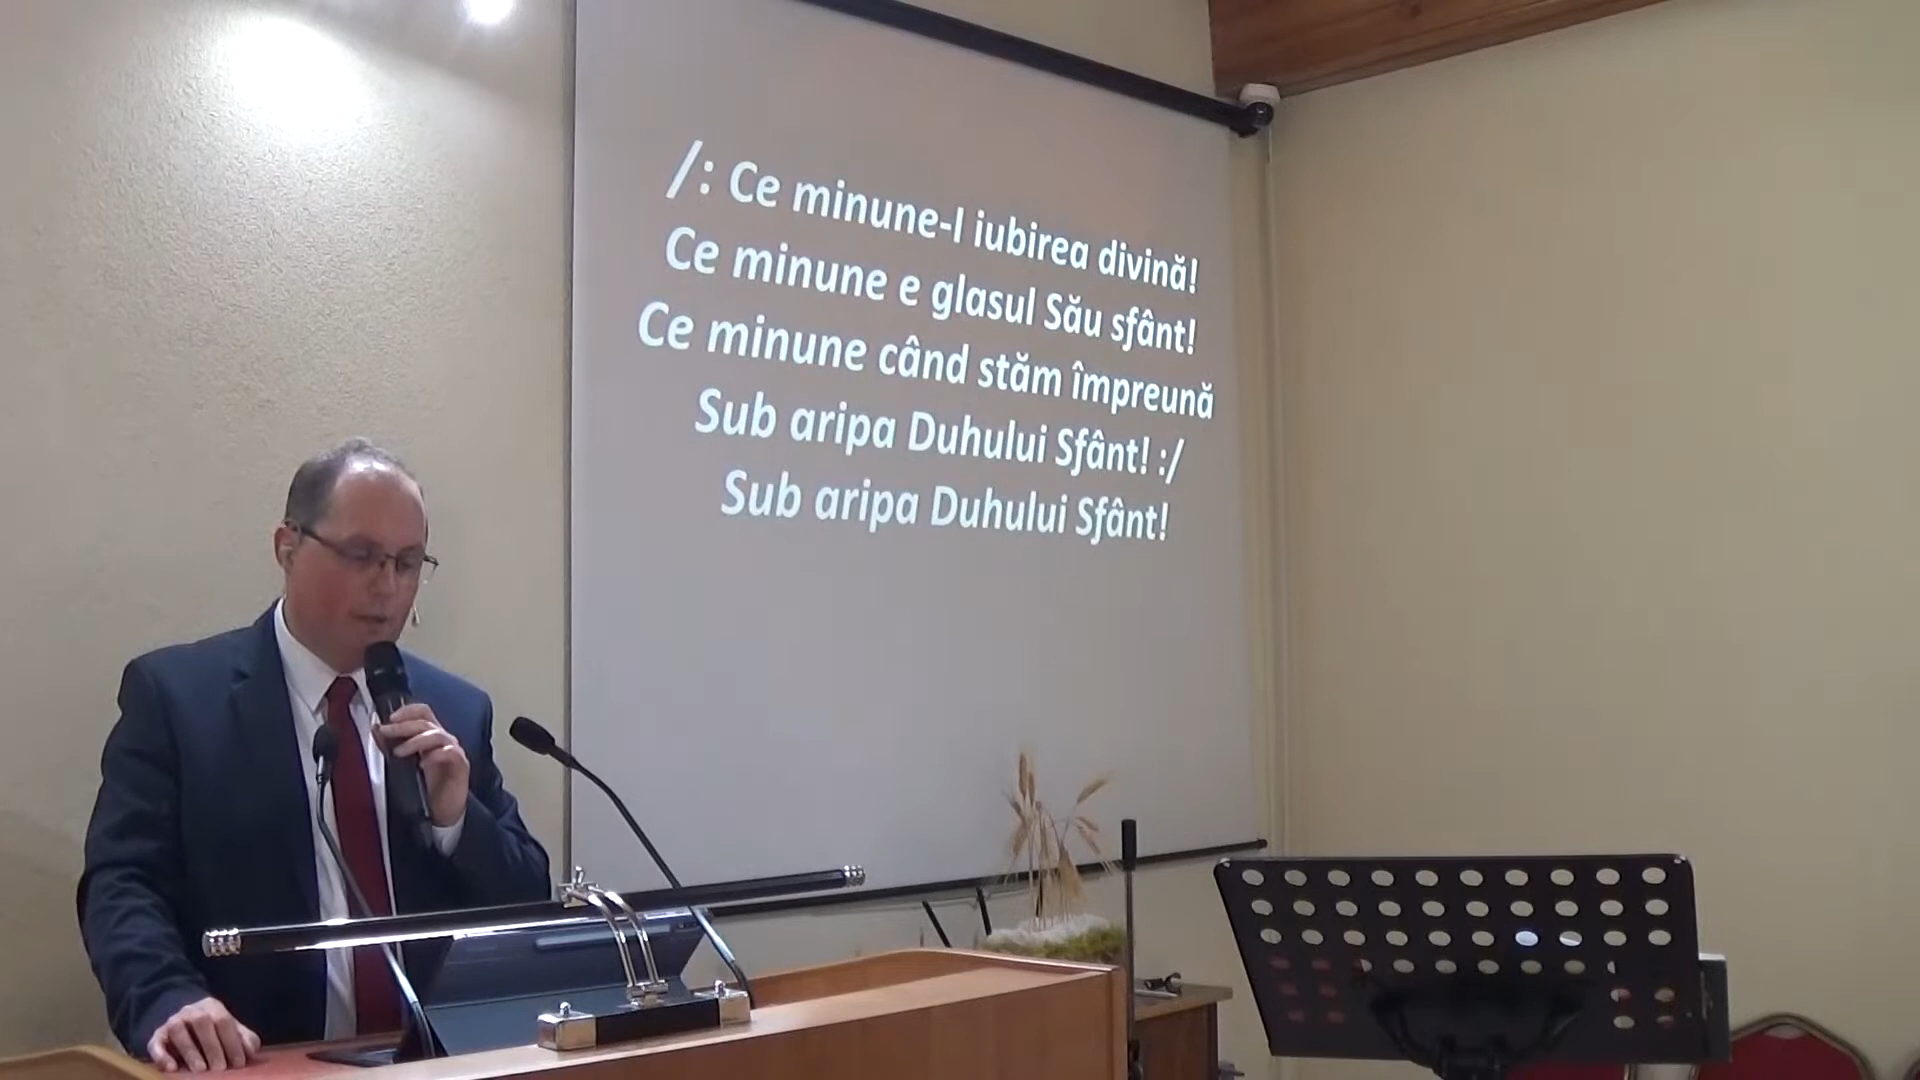 /: Ce minune-I iubirea divină!
Ce minune e glasul Său sfânt!
Ce minune când stăm împreună
Sub aripa Duhului Sfânt! :/
Sub aripa Duhului Sfânt!